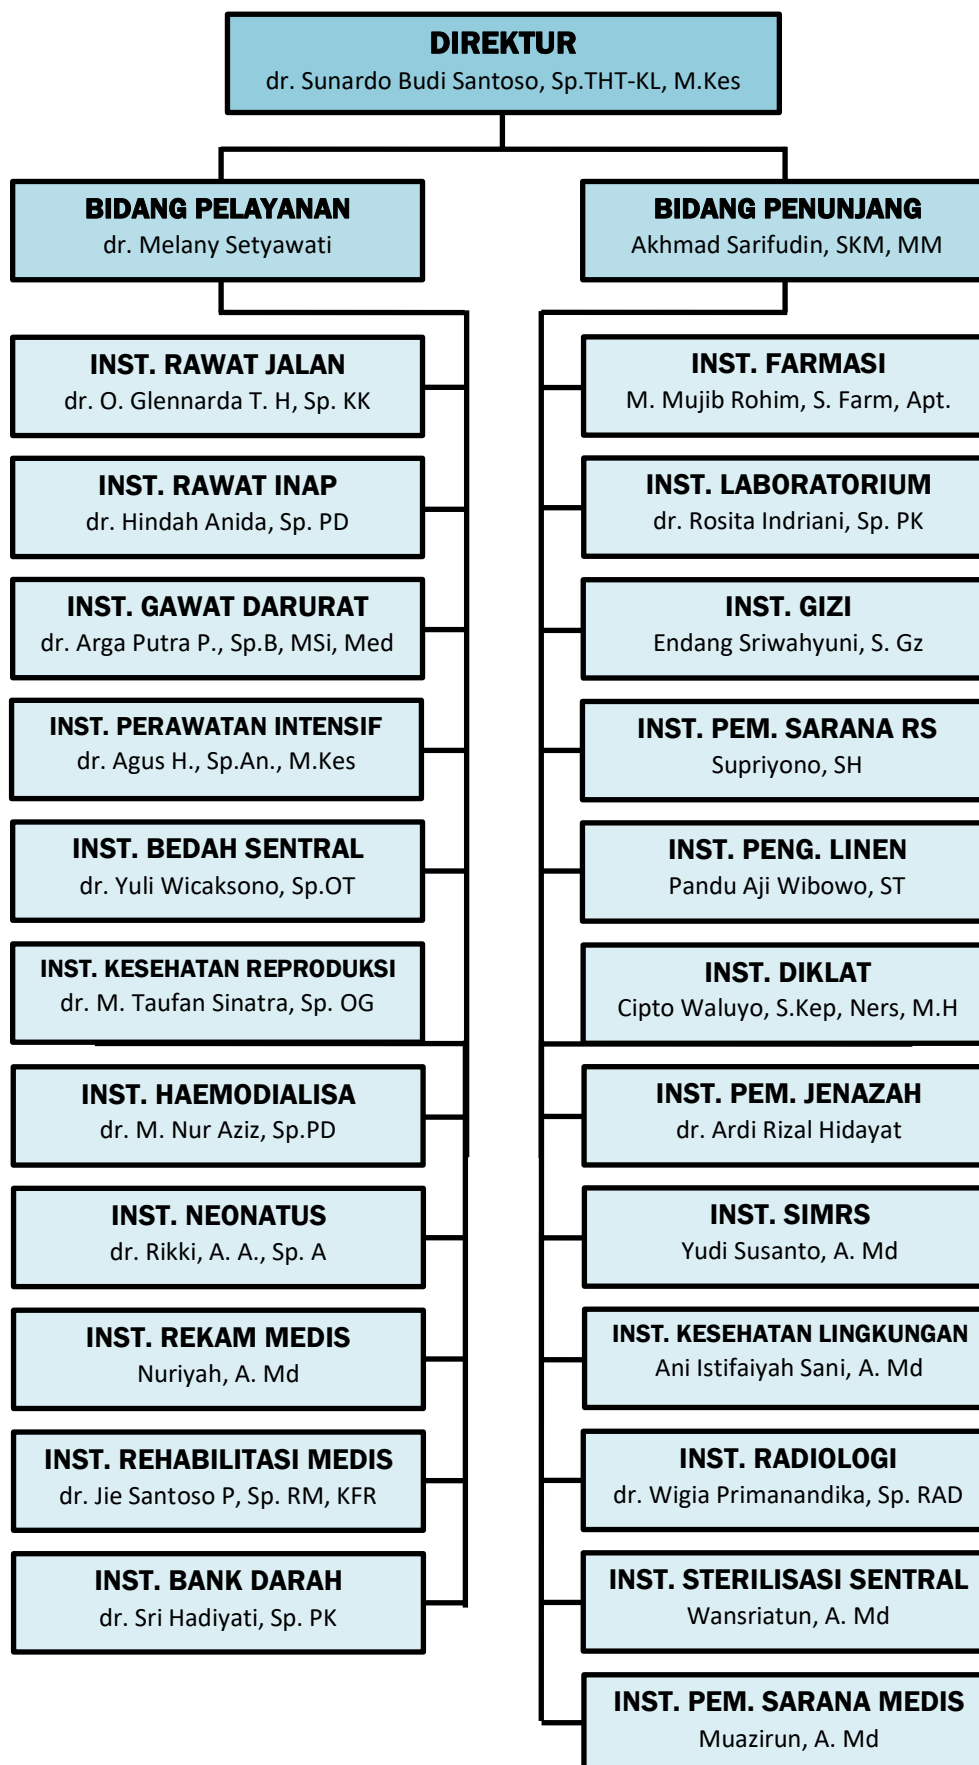 DIREKTUR
dr. Sunardo Budi Santoso, Sp.THT-KL, M.Kes
BIDANG PELAYANAN
dr. Melany Setyawati
INST. RAWAT JALAN
dr. O. Glennarda T. H, Sp. KK
INST. RAWAT INAP
dr. Hindah Anida, Sp. PD
INST. GAWAT DARURAT
dr. Arga Putra P., Sp.B, MSi, Med
INST. PERAWATAN INTENSIF
dr. Agus H., Sp.An., M.Kes
INST. BEDAH SENTRAL
dr. Yuli Wicaksono, Sp.OT
INST. KESEHATAN REPRODUKSI
dr. M. Taufan Sinatra, Sp. OG
INST. HAEMODIALISA
dr. M. Nur Aziz, Sp.PD
INST. NEONATUS
dr. Rikki, A. A., Sp. A
INST. REKAM MEDIS
Nuriyah, A. Md
INST. REHABILITASI MEDIS
dr. Jie Santoso P, Sp. RM, KFR
INST. BANK DARAH
dr. Sri Hadiyati, Sp. PK
BIDANG PENUNJANG
Akhmad Sarifudin, SKM, MM
INST. FARMASI
M. Mujib Rohim, S. Farm, Apt.
INST. LABORATORIUM
dr. Rosita Indriani, Sp. PK
INST. GIZI
Endang Sriwahyuni, S. Gz
INST. PEM. SARANA RS
Supriyono, SH
INST. PENG. LINEN
Pandu Aji Wibowo, ST
INST. DIKLAT
Cipto Waluyo, S.Kep, Ners, M.H
INST. PEM. JENAZAH
dr. Ardi Rizal Hidayat
INST. SIMRS
Yudi Susanto, A. Md
INST. KESEHATAN LINGKUNGAN
Ani Istifaiyah Sani, A. Md
INST. RADIOLOGI
dr. Wigia Primanandika, Sp. RAD
INST. STERILISASI SENTRAL
Wansriatun, A. Md
INST. PEM. SARANA MEDIS
Muazirun, A. Md